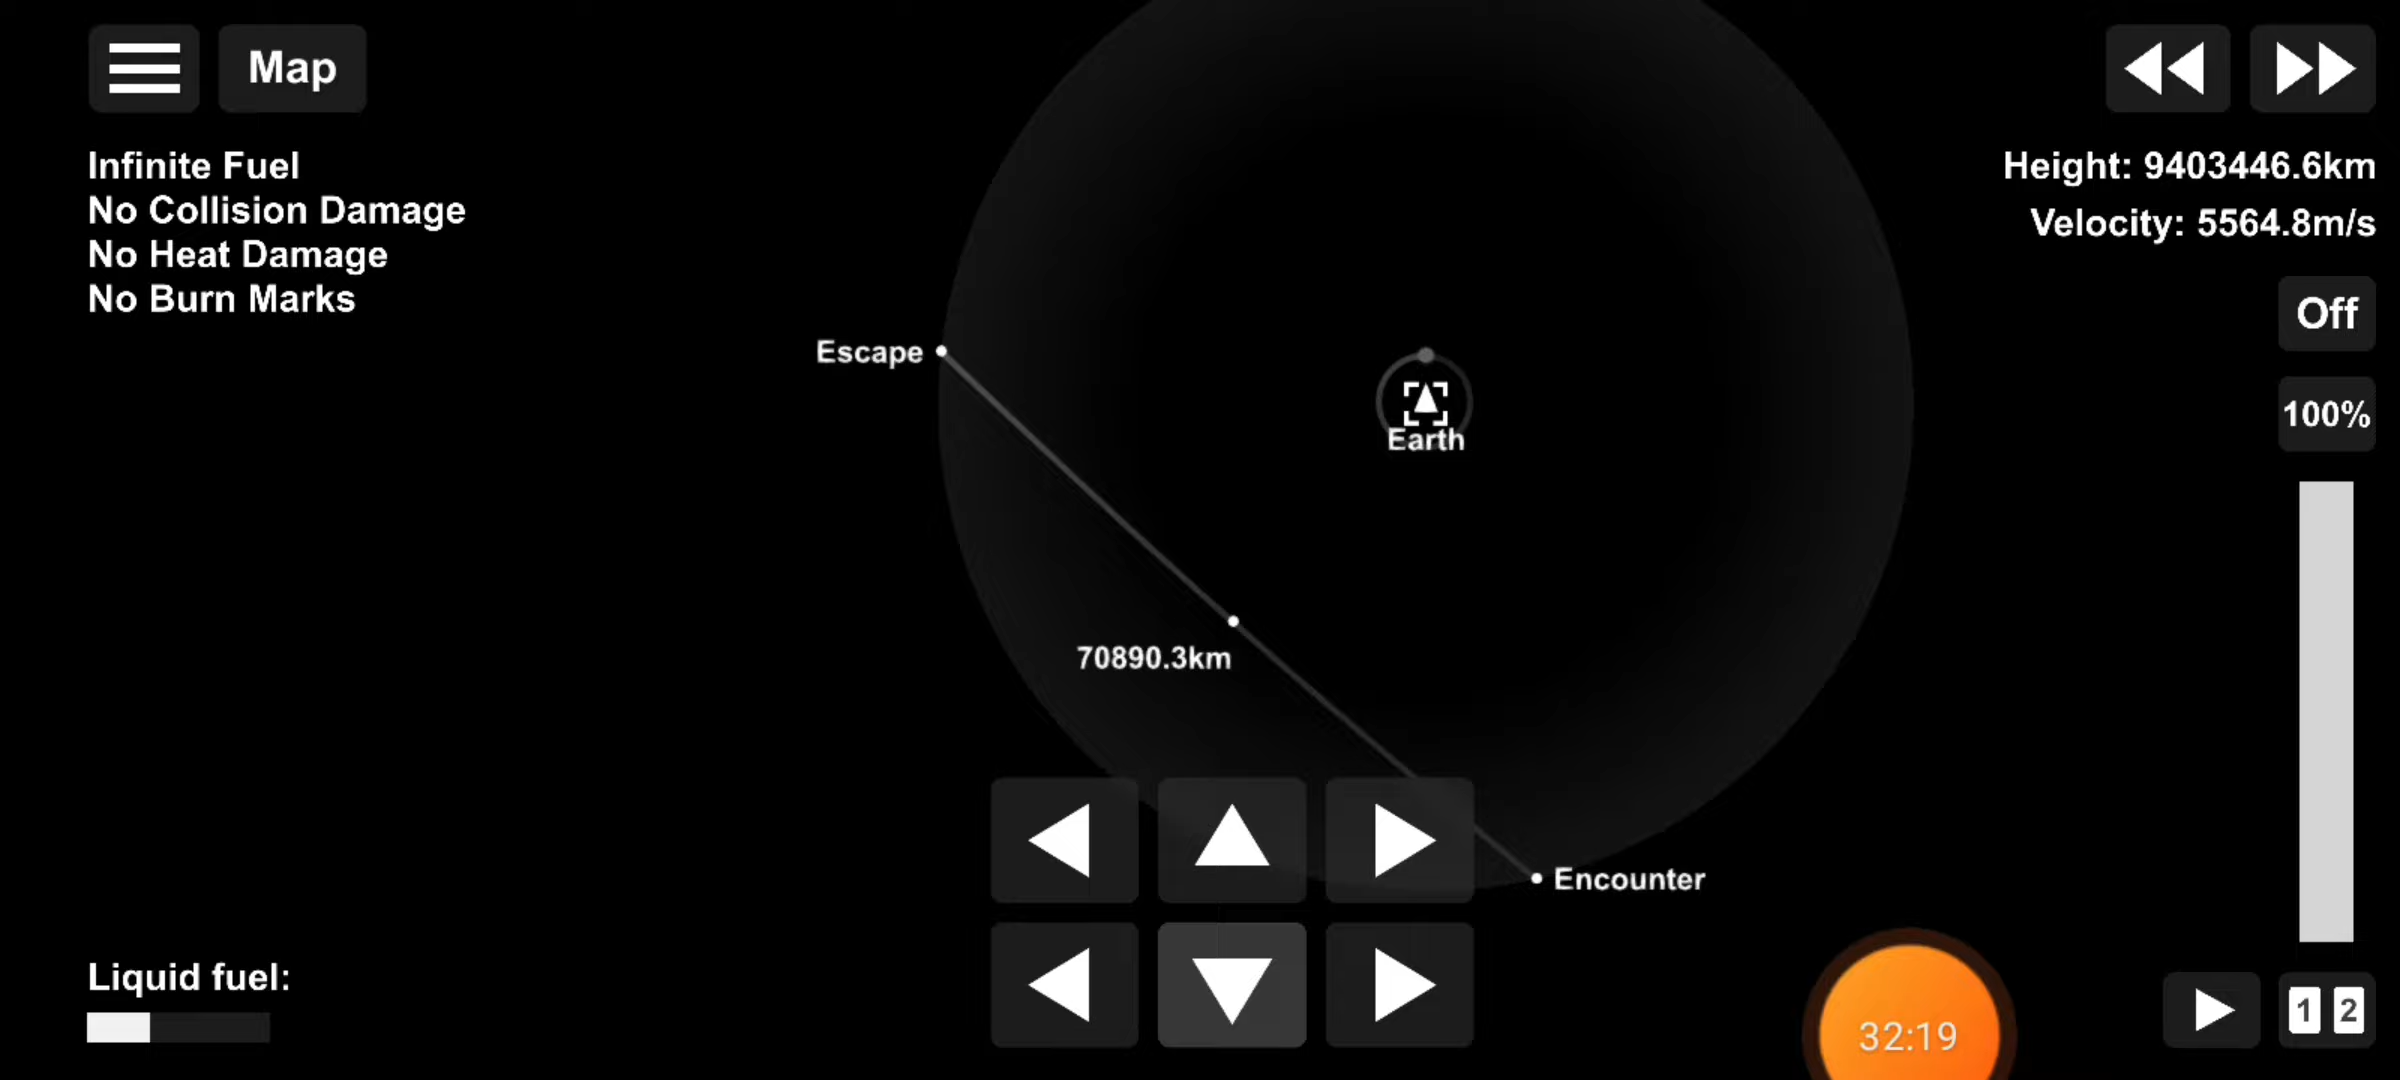 Map
Infinite Fuel
No Collision Damage
No Heat Damage
No Burn Marks
Height: 9403446.6km
Velocity: 5564.8m/s
Off
100%
Escape
Earth
70890.3km
Encounter
Liquid fuel:
32:19
1 2